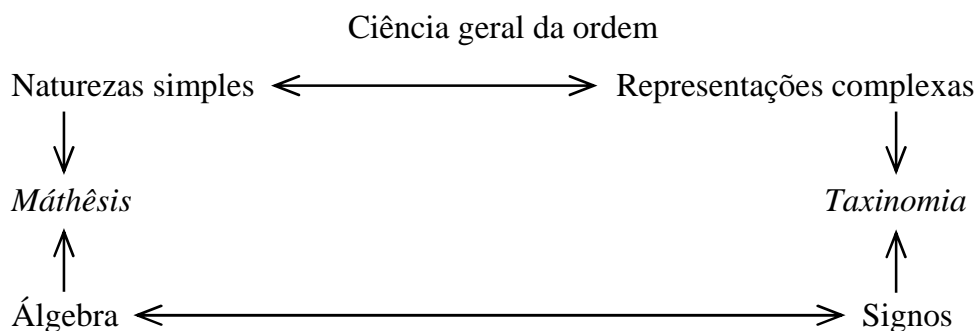 Ciência geral da ordem
Naturezas simples Representações complexas
Máthêsis Taxinomia
Álgebra Signos